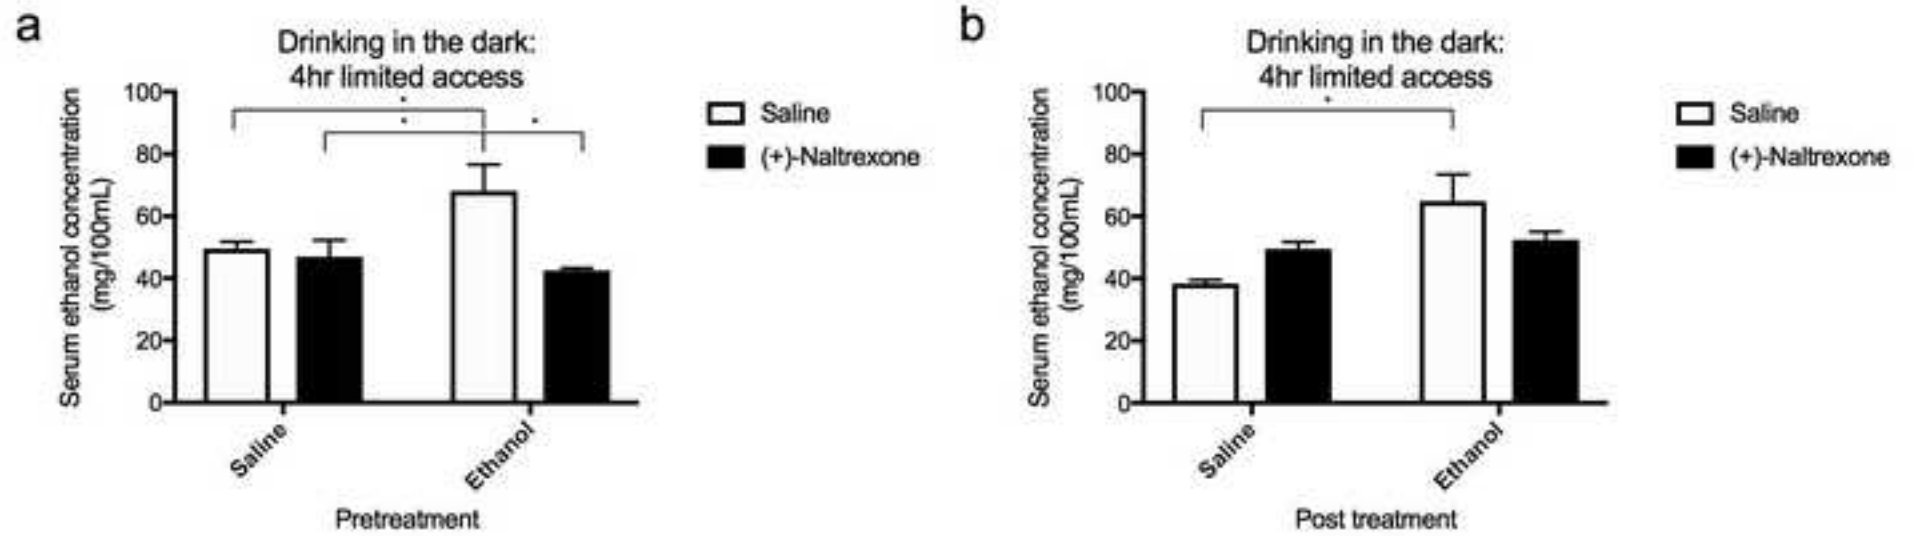 a
Drinking in the dark:
4hr limited access
Serum ethanol concentration
(mg/100mL)
100
80
60
40
20
0
Saline
Ethanol
Pretreatment
Saline
(+)-Naltrexone
b
Drinking in the dark:
4hr limited access
Serum ethanol concentration
(mg/100mL)
100
80
60
40
20
0
Saline
Ethanol
Post treatment
Saline
(+)-Naltrexone